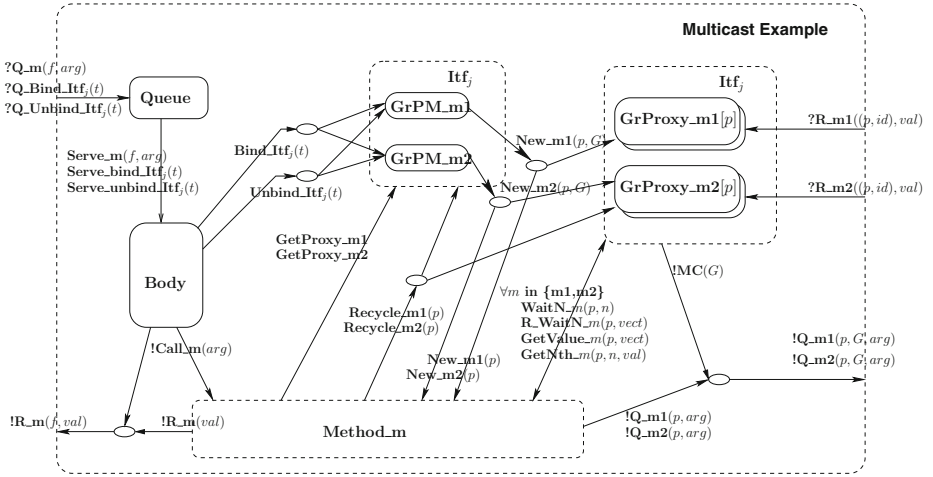 Multicast Example
?Q_m(f, arg)
?Q_Bind_Itf_j(t)
?Q_Unbind_Itf_j(t)
Queue
Itf_j
GrPM_m1
GrPM_m2
Itf_j
GrProxy_m1[p]
GrProxy_m2[p]
?R_m1((p, id), val)
?R_m2((p, id), val)
Serve_m(f, arg)
Serve_bind_Itf_j(t)
Serve_unbind_Itf_j(t)
Bind_Itf_j(t)
Unbind_Itf_j(t)
New_m1(p, G)
New_m2(p, G)
Body
GetProxy_m1
GetProxy_m2
Recycle_m1(p)
Recycle_m2(p)
∀m in {m1,m2}
WaitN_m(p, n)
R_WaitN_m(p, vect)
GetValue_m(p, vect)
GetNth_m(p, n, val)
!MC(G)
!Call_m(arg)
New_m1(p)
New_m2(p)
!Q_m1(p, G, arg)
!Q_m2(p, G, arg)
!R_m(f, val)
!R_m(val)
Method_m
!Q_m1(p, arg)
!Q_m2(p, arg)